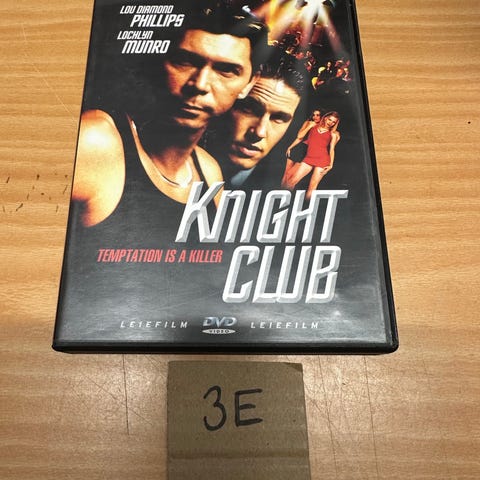 LOU DIAMOND
PHILLIPS
LOCHLYN
MUNRO
KNIGHT
TEMPTATION IS A KILLER
CLUB
LEIEFILM DVD LEIEFILM
VIDEO
3E